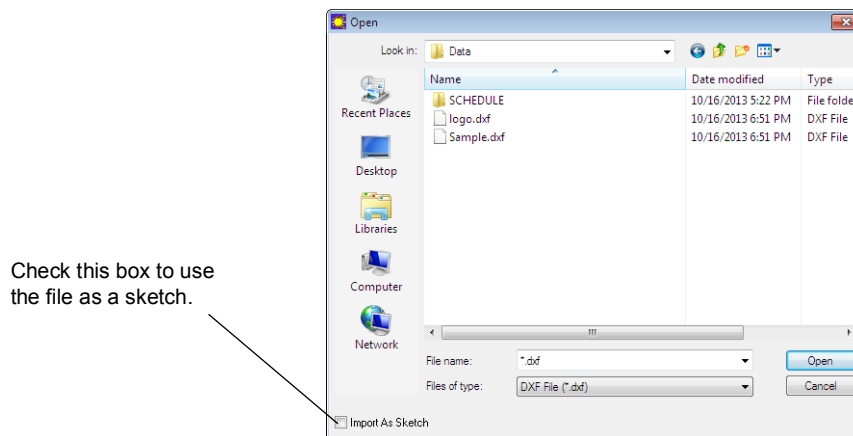 Open
Look in:
Data
Name
Date modified
Type
SCHEDULE
10/16/2013 5:22 PM
File folde
logo.dxf
10/16/2013 6:51 PM
DXF File
Sample.dxf
10/16/2013 6:51 PM
DXF File
Recent Places
Desktop
Libraries
Computer
Network
Check this box to use
the file as a sketch.
File name:
*.dxf
Open
Files of type:
DXF File (*.dxf)
Cancel
Import As Sketch